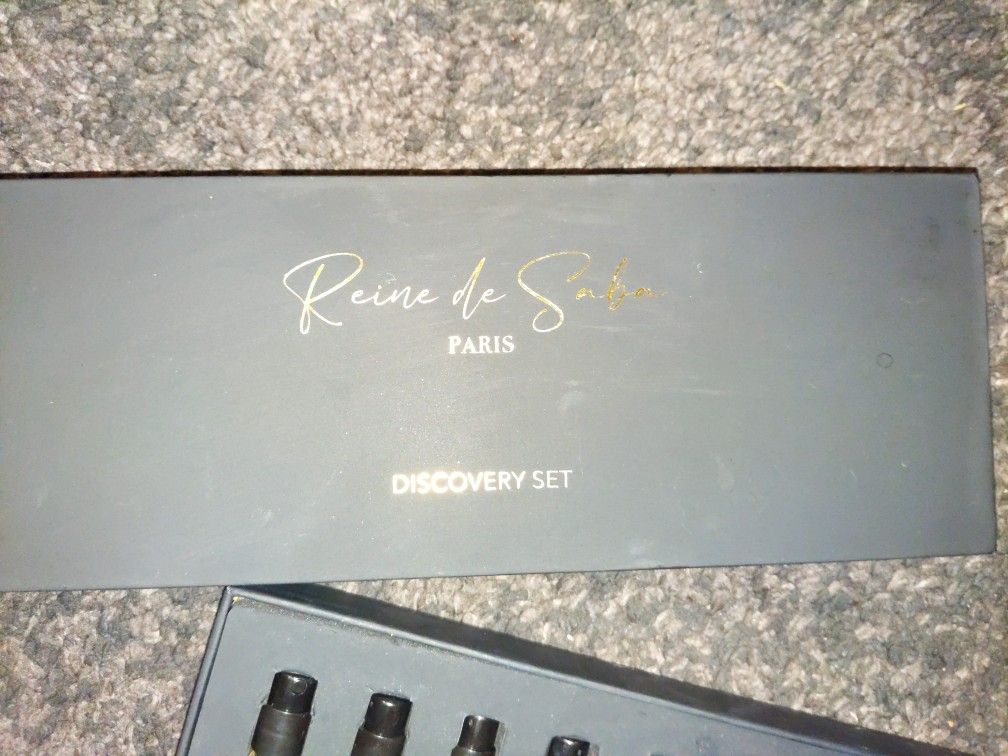 Reine de Saba
PARIS
DISCOVERY SET